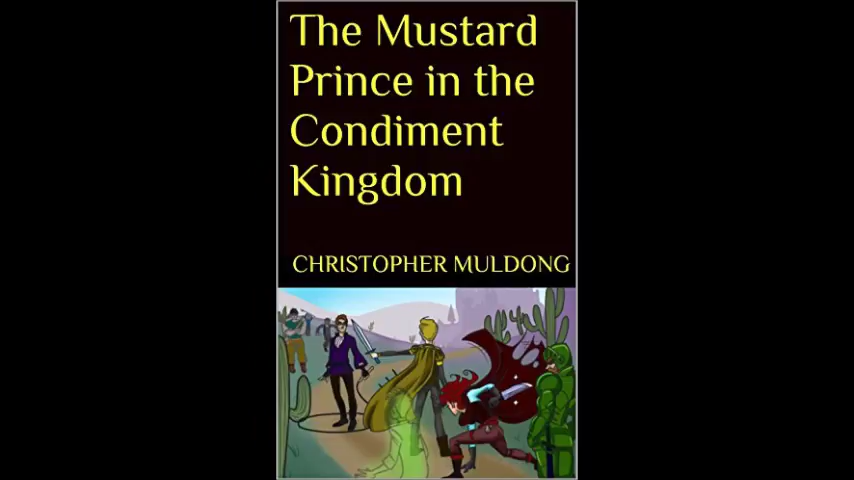 The Mustard
Prince in the
Condiment
Kingdom
CHRISTOPHER MULDONG